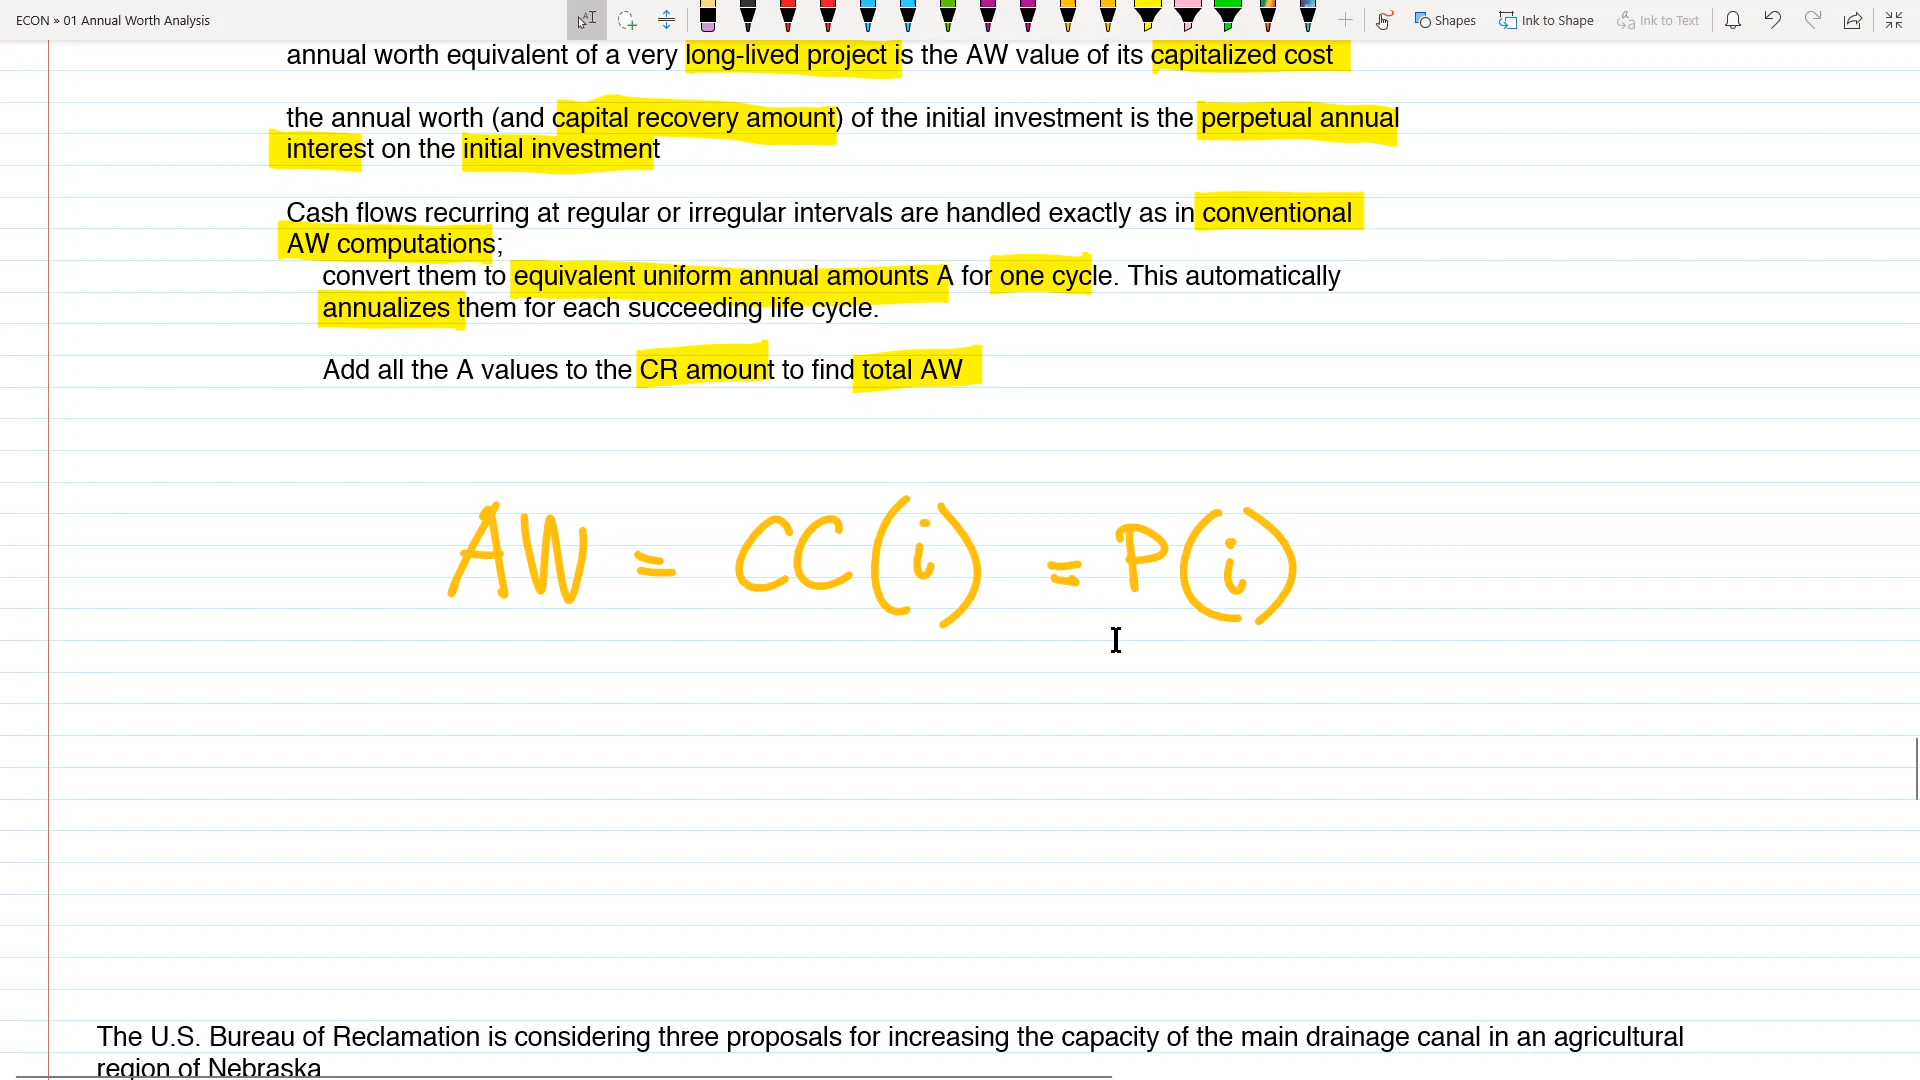 ECON » 01 Annual Worth Analysis
Shapes
Ink to Shape
Ink to Text
annual worth equivalent of a very long-lived project is the AW value of its capitalized cost
the annual worth (and capital recovery amount) of the initial investment is the perpetual annual
interest on the initial investment
Cash flows recurring at regular or irregular intervals are handled exactly as in conventional
AW computations;
convert them to equivalent uniform annual amounts A for one cycle. This automatically
annualizes them for each succeeding life cycle.
Add all the A values to the CR amount to find total AW
AW = CC(i) = P(i)
The U.S. Bureau of Reclamation is considering three proposals for increasing the capacity of the main drainage canal in an agricultural
region of Nebraska